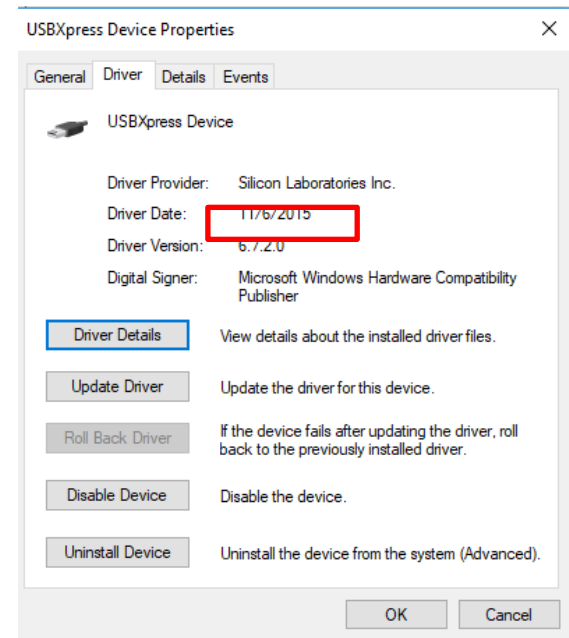 USBXpress Device Properties
General Driver Details Events
USBXpress Device
Driver Provider: Silicon Laboratories Inc.
Driver Date: 11/6/2015
Driver Version: 6.7.2.0
Digital Signer: Microsoft Windows Hardware Compatibility
Publisher
Driver Details View details about the installed driver files.
Update Driver Update the driver for this device.
Roll Back Driver If the device fails after updating the driver, roll
back to the previously installed driver.
Disable Device Disable the device.
Uninstall Device Uninstall the device from the system (Advanced).
OK Cancel